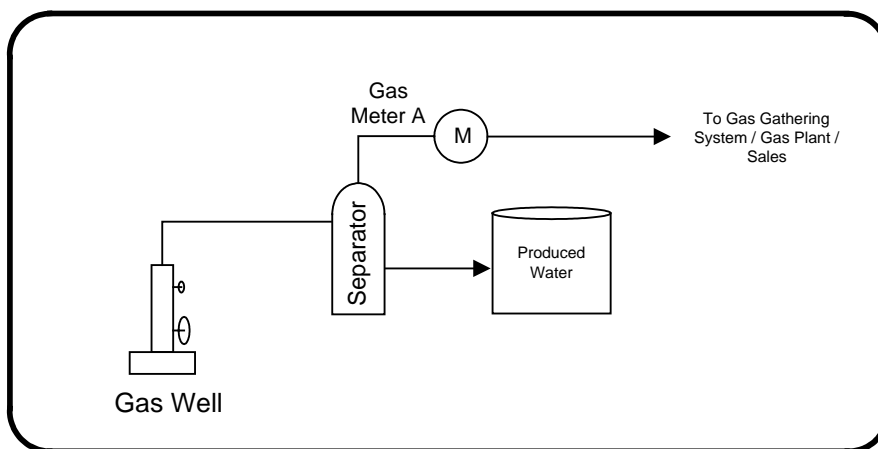 Gas
Meter A
M
To Gas Gathering
System / Gas Plant /
Sales
Separator
Produced
Water
Gas Well